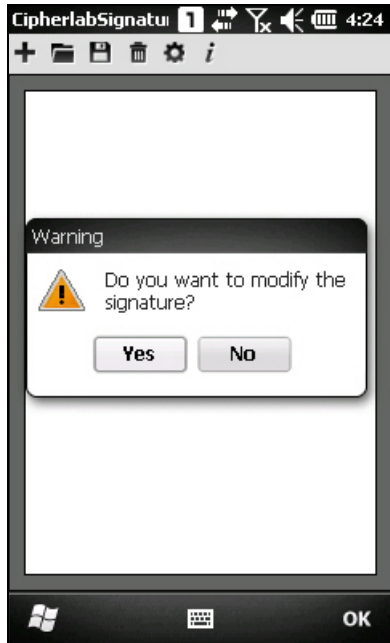 CipherlabSignatu 1 4:24
i
Warning
Do you want to modify the
signature?
Yes No
OK